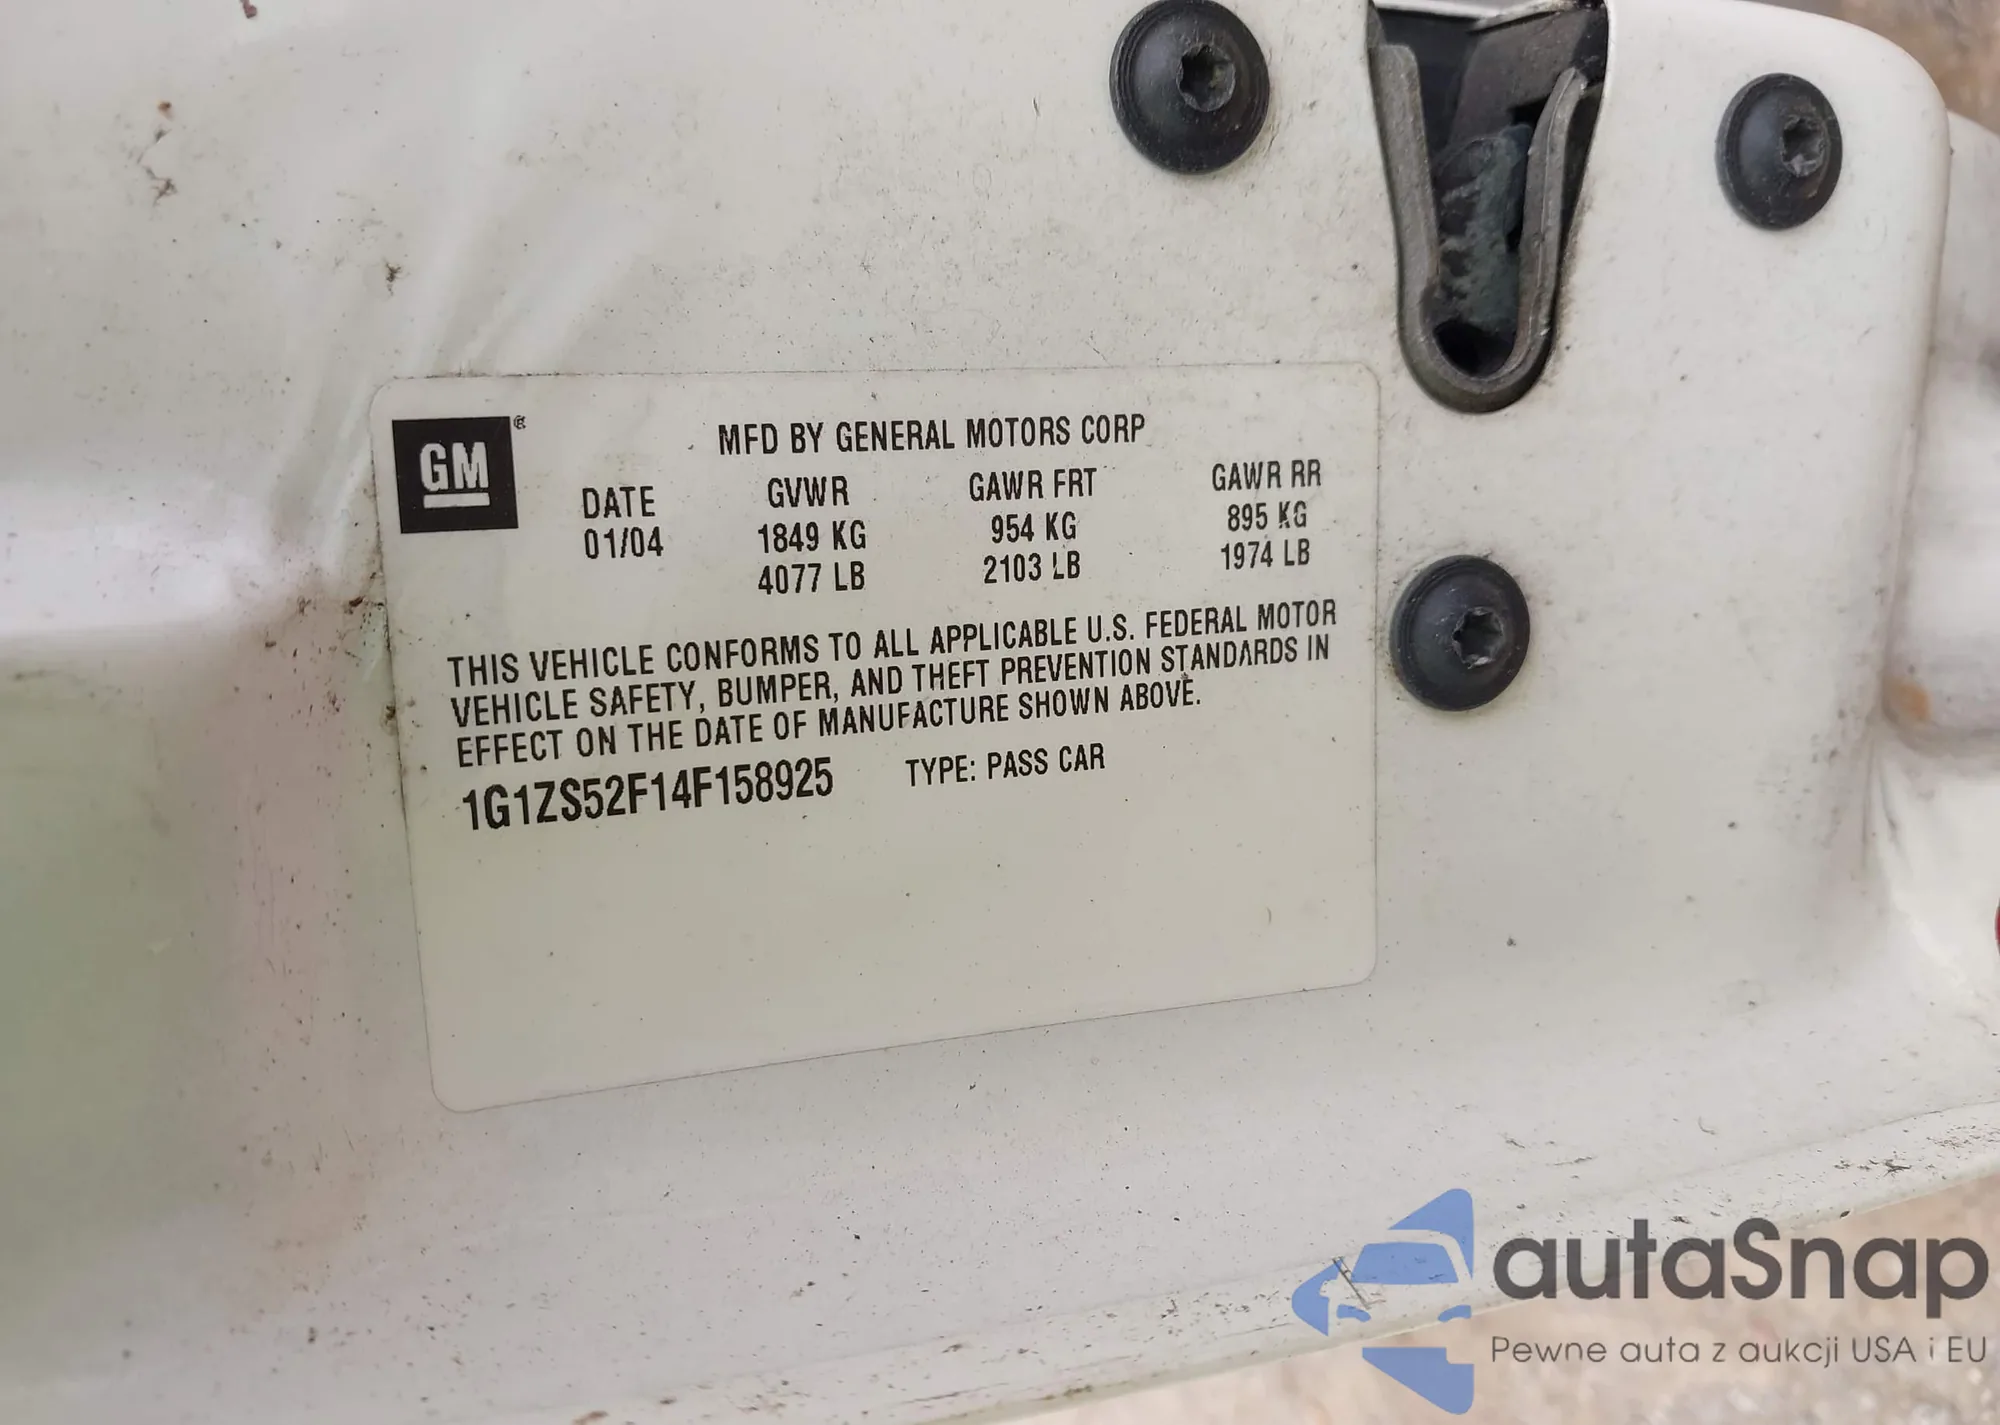 GM®
MFD BY GENERAL MOTORS CORP
DATE GVWR GAWR FRT GAWR RR
01/04 1849 KG 954 KG 895 KG
4077 LB 2103 LB 1974 LB
THIS VEHICLE CONFORMS TO ALL APPLICABLE U.S. FEDERAL MOTOR
VEHICLE SAFETY, BUMPER, AND THEFT PREVENTION STANDARDS IN
EFFECT ON THE DATE OF MANUFACTURE SHOWN ABOVE.
1G1ZS52F14F158925 TYPE: PASS CAR
autaSnap
Pewne auta z aukcji USA i EU